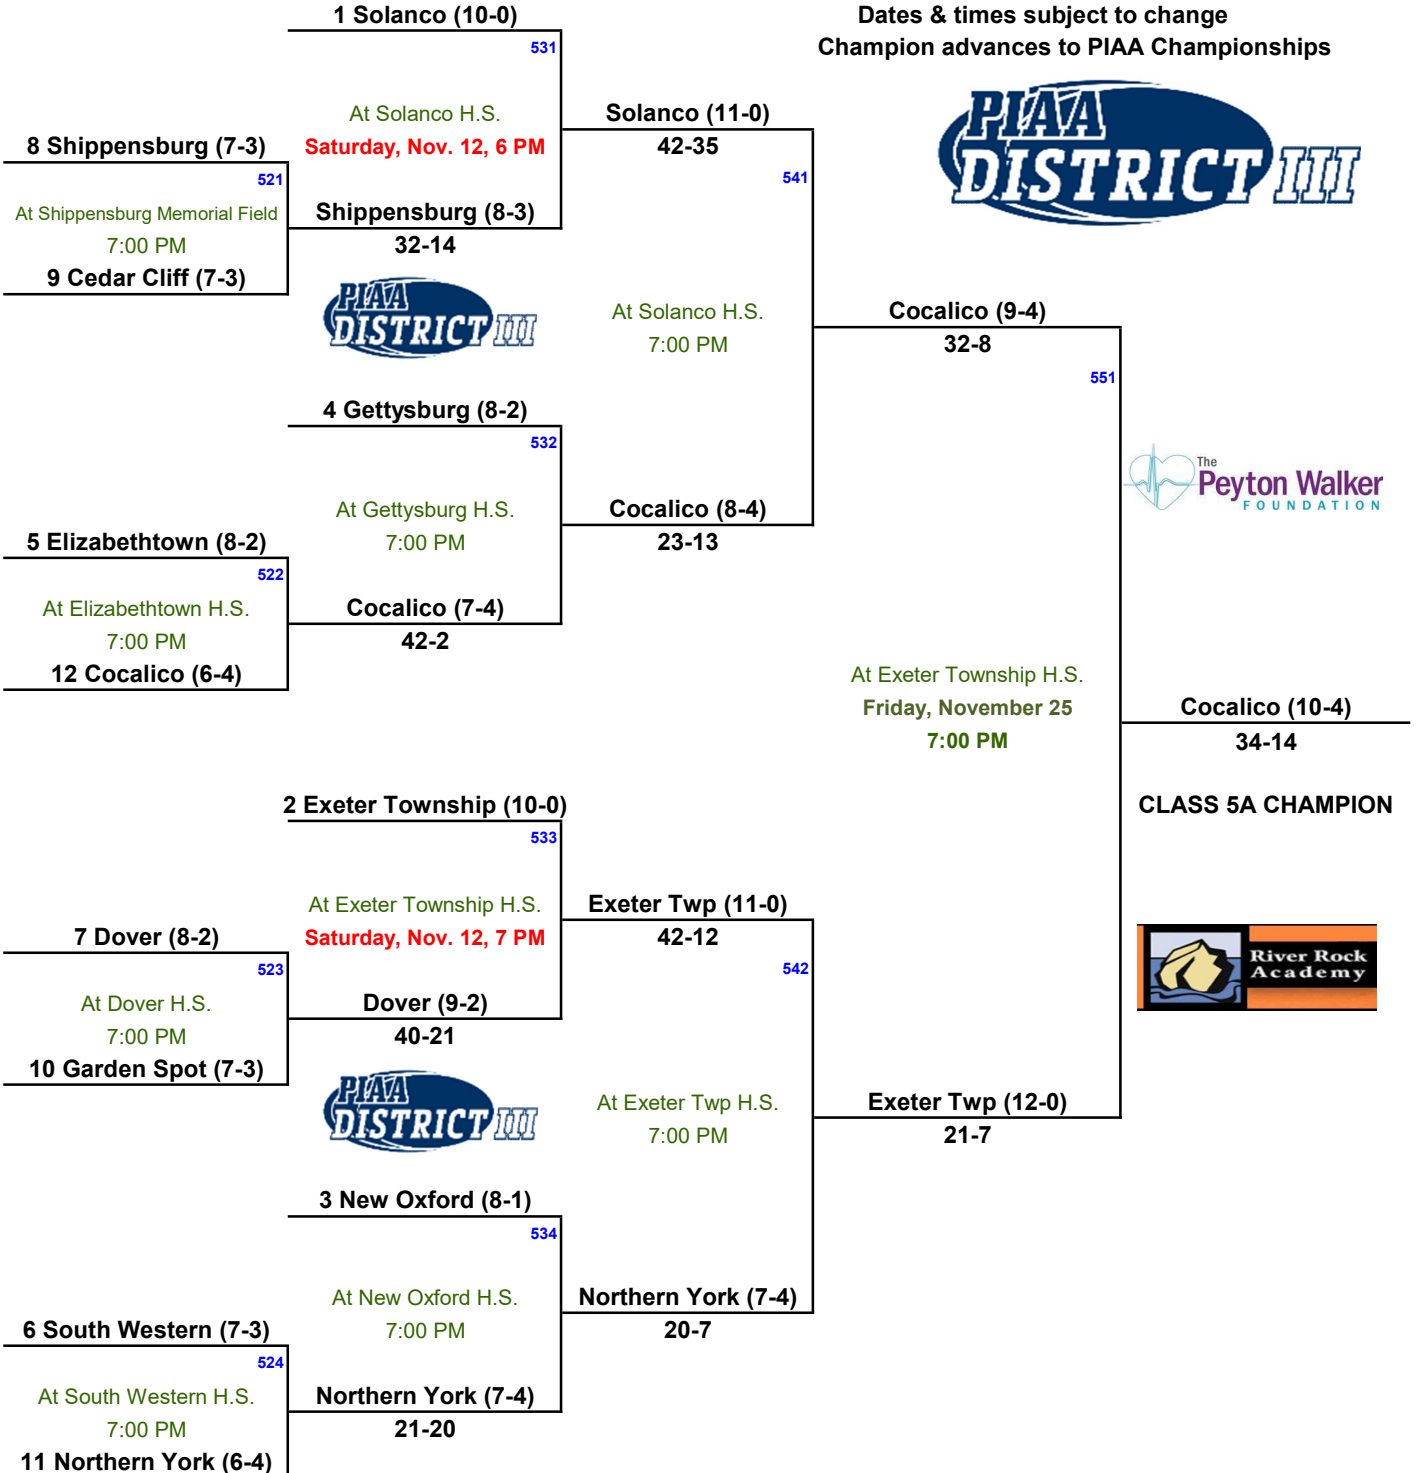 1 Solanco (10-0)
Dates & times subject to change
Champion advances to PIAA Championships
531
PIAA
DISTRICT III
At Solanco H.S.
Saturday, Nov. 12, 6 PM
Solanco (11-0)
42-35
8 Shippensburg (7-3)
521
At Shippensburg Memorial Field
7:00 PM
9 Cedar Cliff (7-3)
Shippensburg (8-3)
32-14
541
PIAA
DISTRICT III
At Solanco H.S.
7:00 PM
Cocalico (9-4)
32-8
551
4 Gettysburg (8-2)
532
At Gettysburg H.S.
7:00 PM
Cocalico (8-4)
23-13
The
Peyton Walker
FOUNDATION
5 Elizabethtown (8-2)
522
At Elizabethtown H.S.
7:00 PM
12 Cocalico (6-4)
Cocalico (7-4)
42-2
At Exeter Township H.S.
Friday, November 25
7:00 PM
Cocalico (10-4)
34-14
CLASS 5A CHAMPION
2 Exeter Township (10-0)
533
At Exeter Township H.S.
Saturday, Nov. 12, 7 PM
Exeter Twp (11-0)
42-12
7 Dover (8-2)
523
At Dover H.S.
7:00 PM
10 Garden Spot (7-3)
Dover (9-2)
40-21
542
River Rock
Academy
PIAA
DISTRICT III
At Exeter Twp H.S.
7:00 PM
Exeter Twp (12-0)
21-7
3 New Oxford (8-1)
534
At New Oxford H.S.
7:00 PM
Northern York (7-4)
20-7
6 South Western (7-3)
524
At South Western H.S.
7:00 PM
11 Northern York (6-4)
Northern York (7-4)
21-20